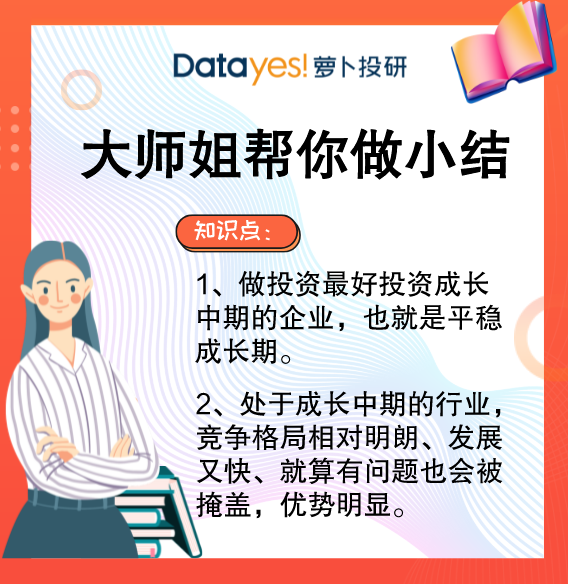 Datayes! 萝卜投研
大师姐帮你做小结
知识点：
1、做投资最好投资成长
中期的企业，也就是平稳
成长期。
2、处于成长中期的行业，
竞争格局相对明朗、发展
又快、就算有问题也会被
掩盖，优势明显。